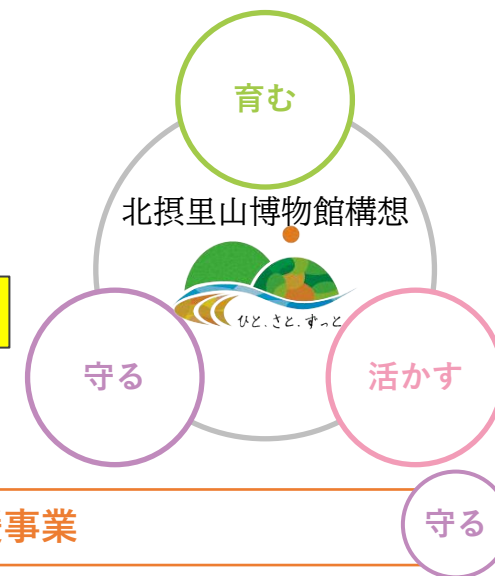 育む
北摂里山博物館構想
ひと、さと、ずっと
守る
活かす
事業
守る